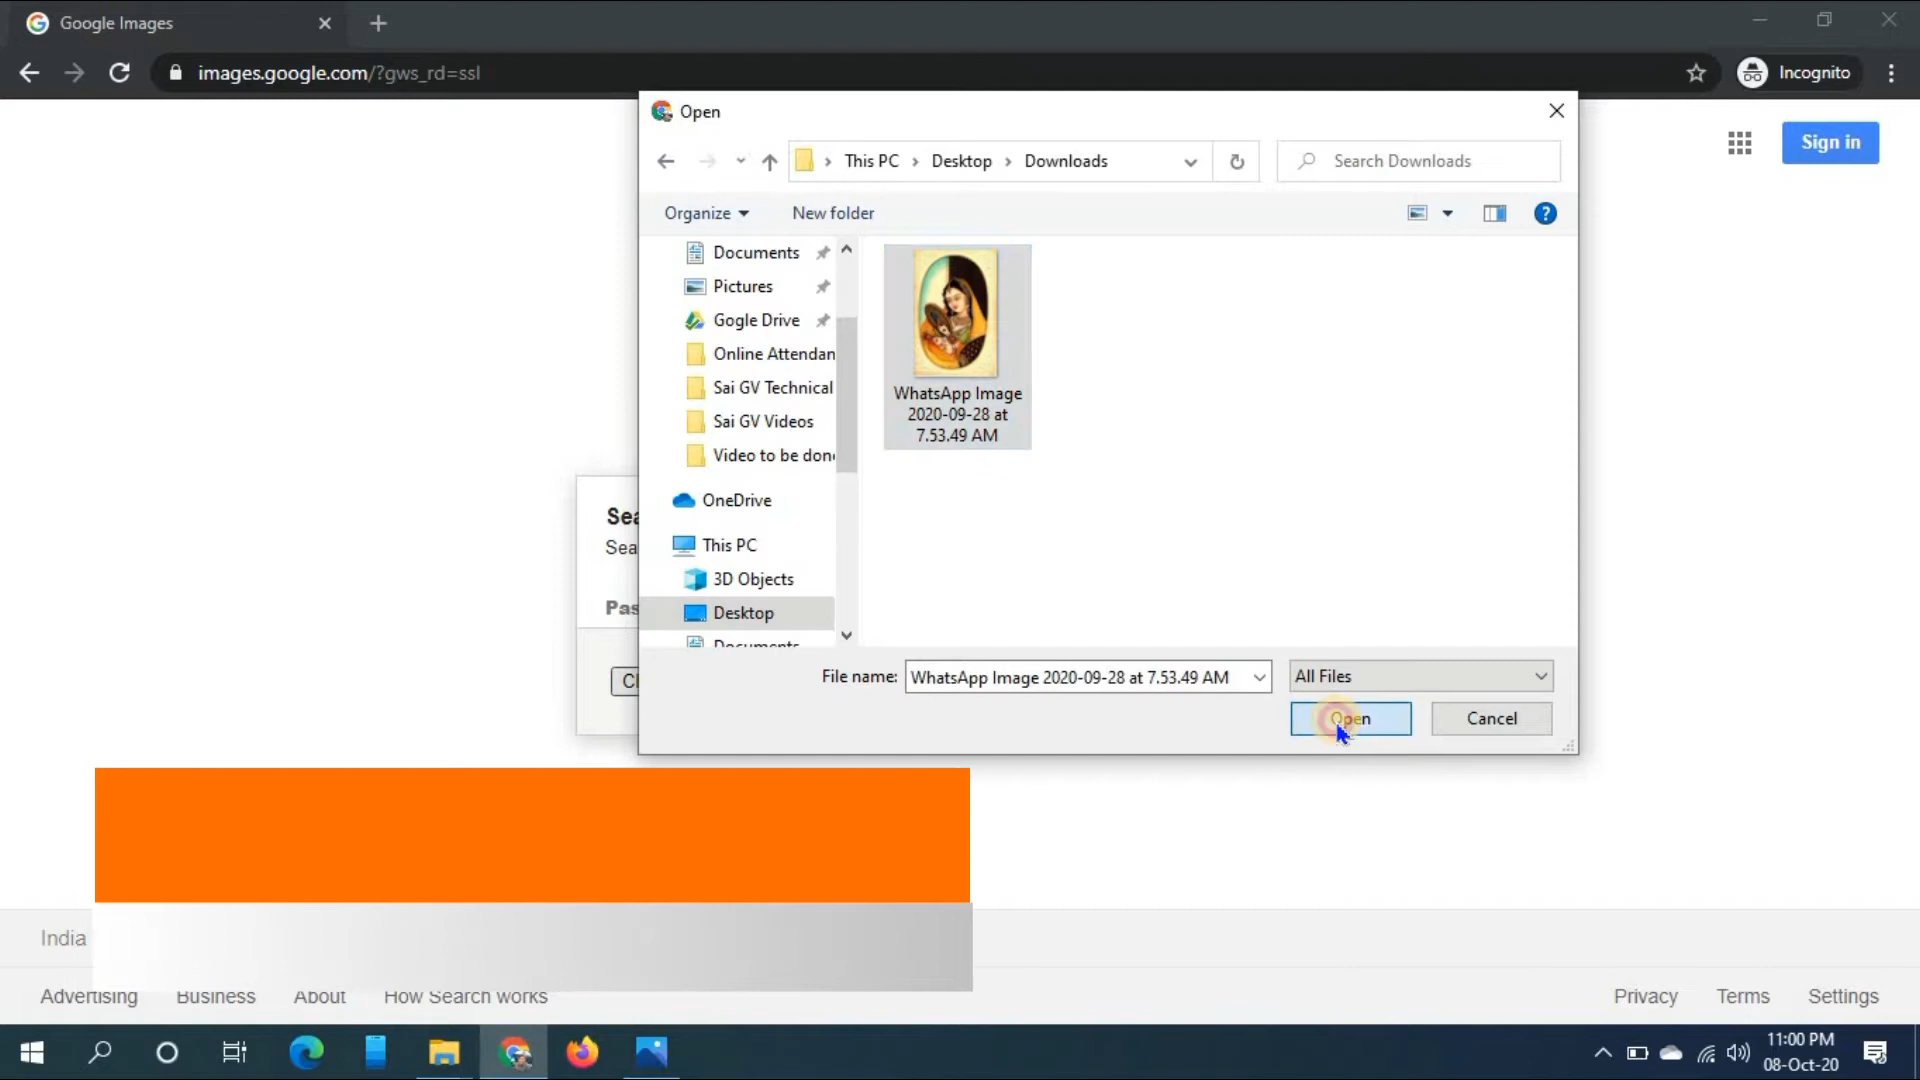 Google Images
images.google.com/?gws_rd=ssl
Incognito
Sign in
Open
This PC
Desktop
Downloads
Search Downloads
Organize
New folder
Documents
Pictures
Gogle Drive
Online Attendan
Sai GV Technical
Sai GV Videos
Video to be don
OneDrive
This PC
3D Objects
Desktop
Documents
WhatsApp Image
2020-09-28 at
7.53.49 AM
Sea
Sea
Pas
File name:
WhatsApp Image 2020-09-28 at 7.53.49 AM
All Files
Open
Cancel
India
Advertising
Business
About
How Search works
Privacy
Terms
Settings
11:00 PM
08-Oct-20